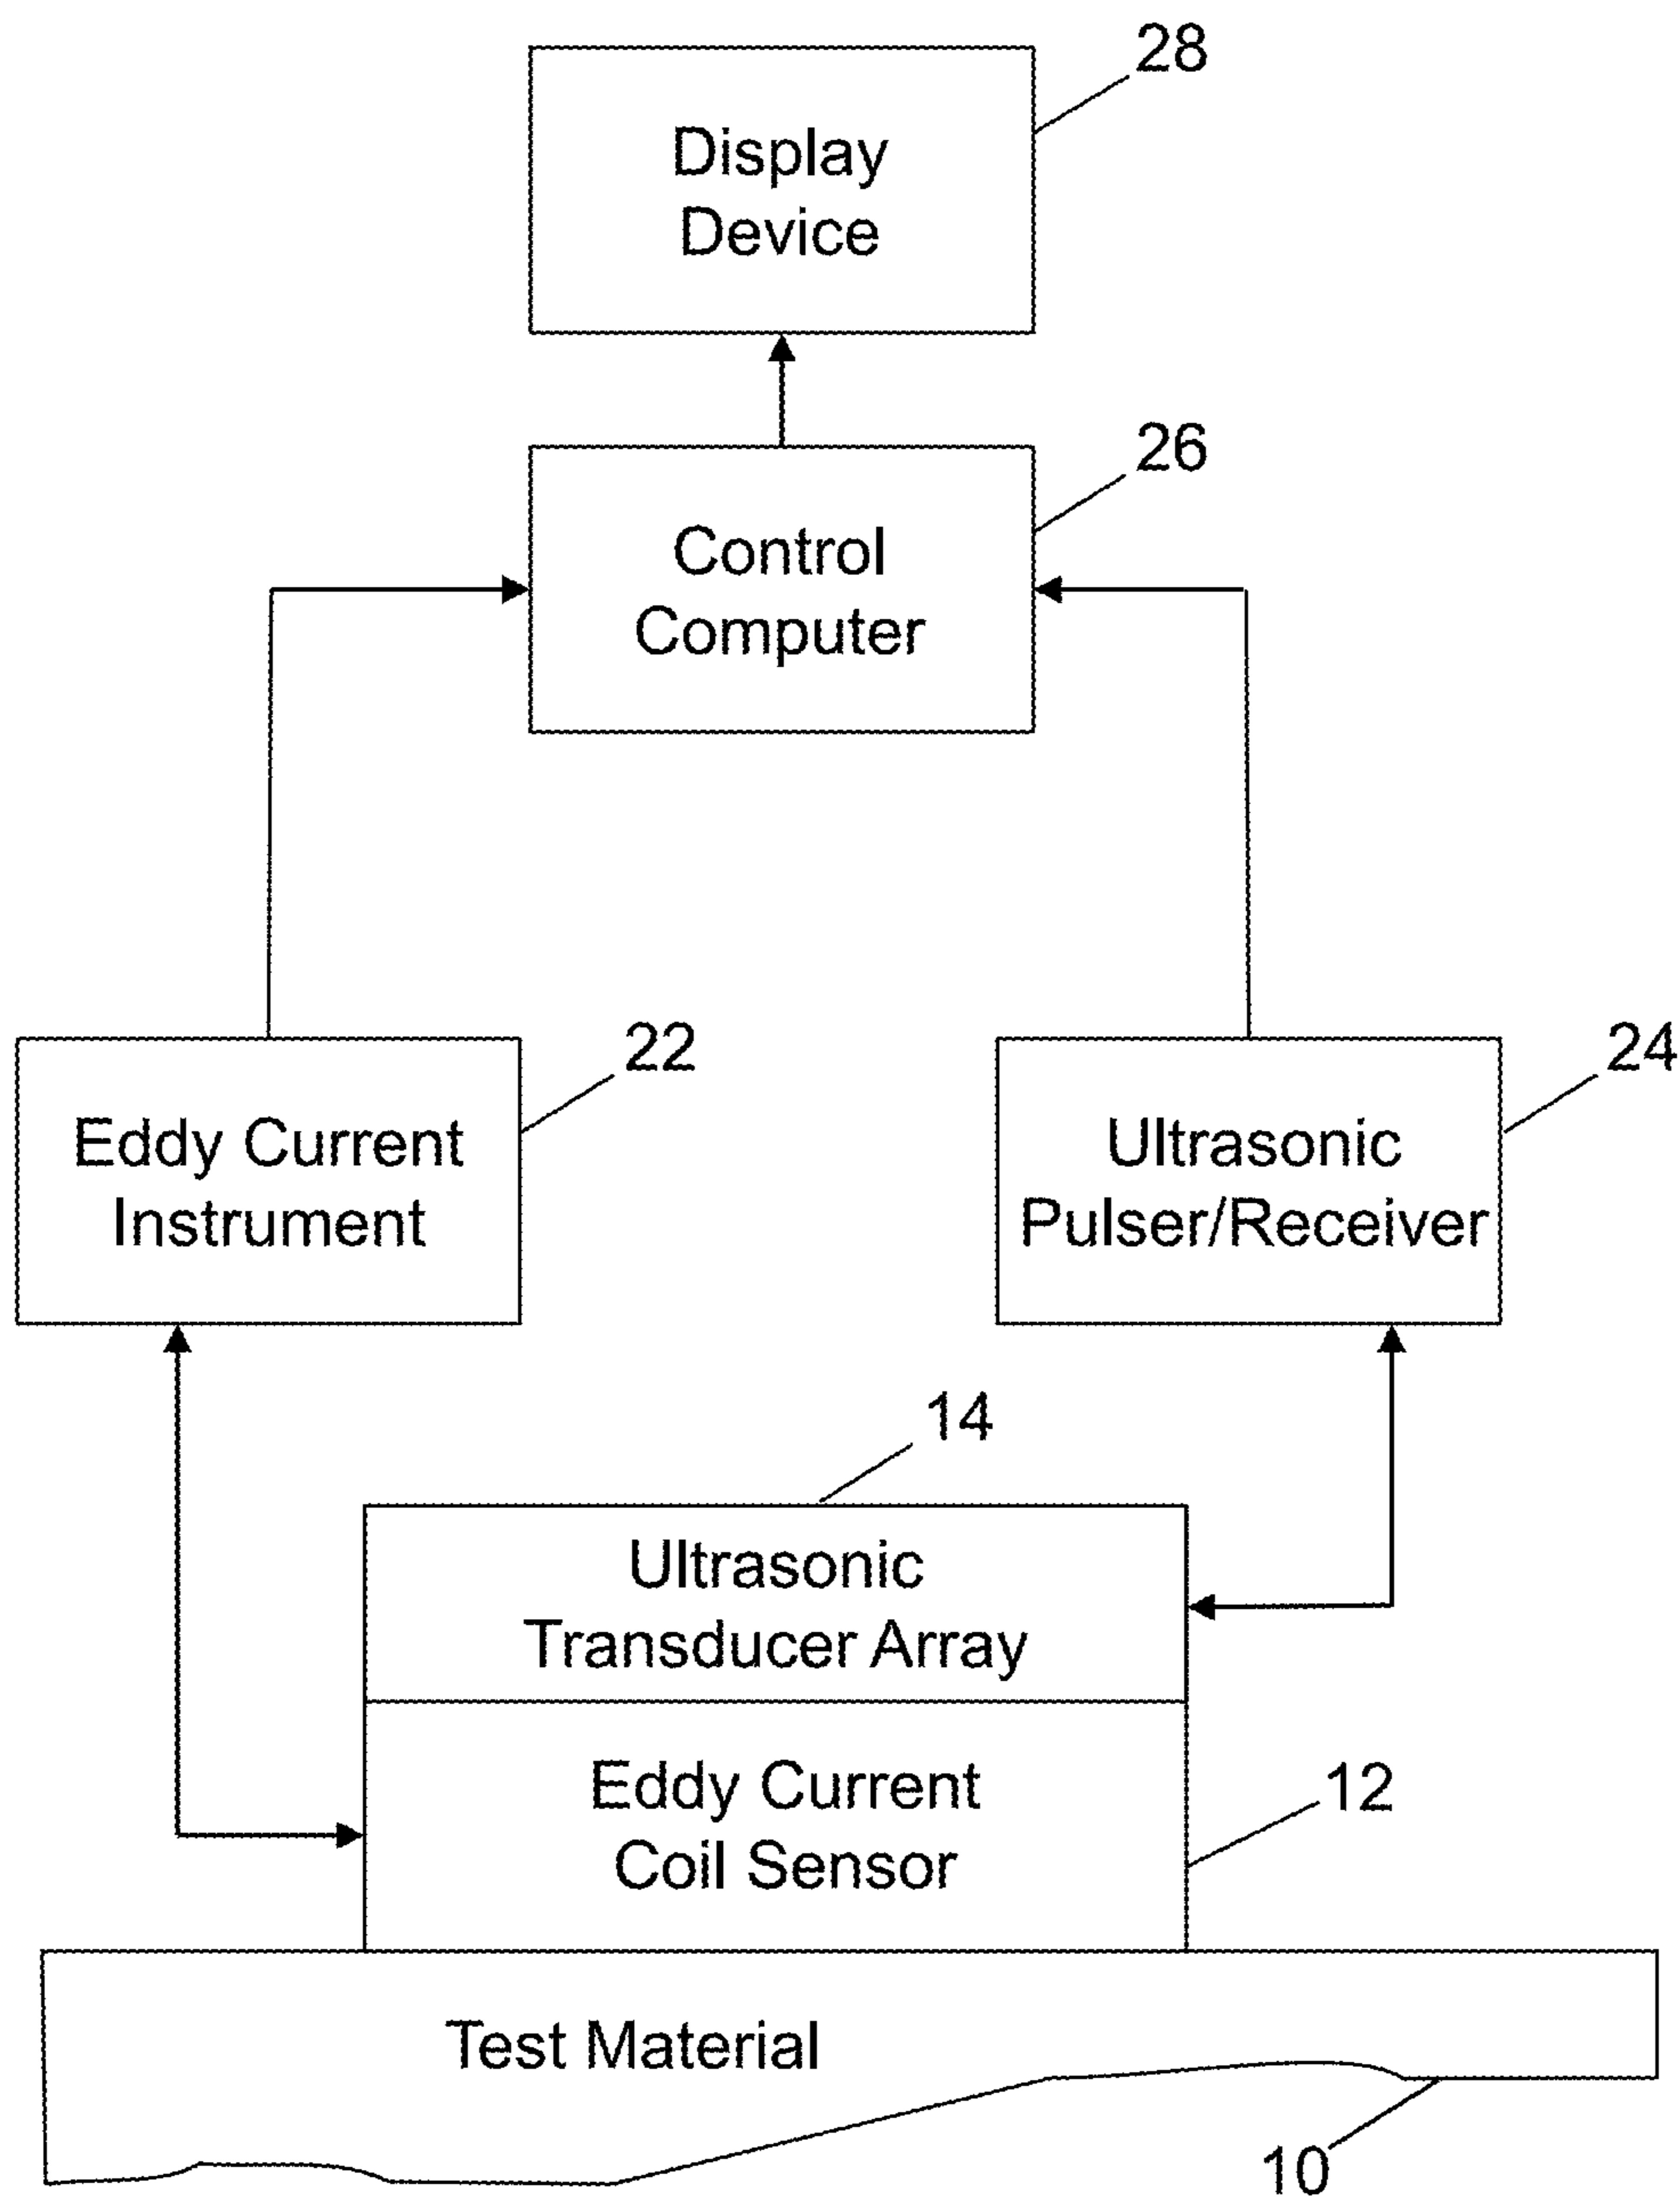 28
Display
Device
26
Control
Computer
22
24
Eddy Current
Instrument
Ultrasonic
Pulser/Receiver
14
Ultrasonic
Transducer Array
12
Eddy Current
Coil Sensor
Test Material
10